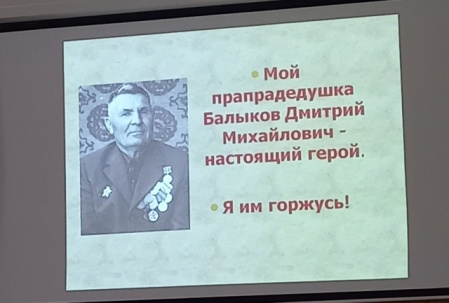 Мой
прапрадедушка
Балыков Дмитрий
Михайлович -
настоящий герой.
Я им горжусь!